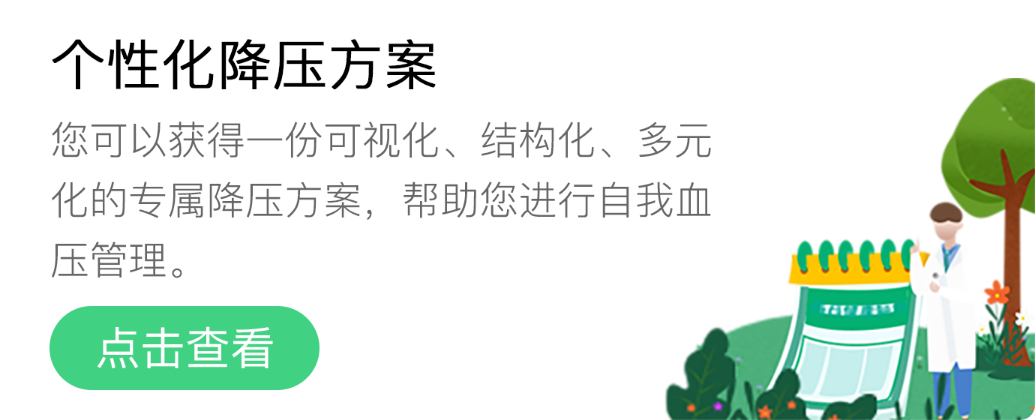 个性化降压方案
您可以获得一份可视化、结构化、多元
化的专属降压方案，帮助您进行自我血
压管理。
点击查看